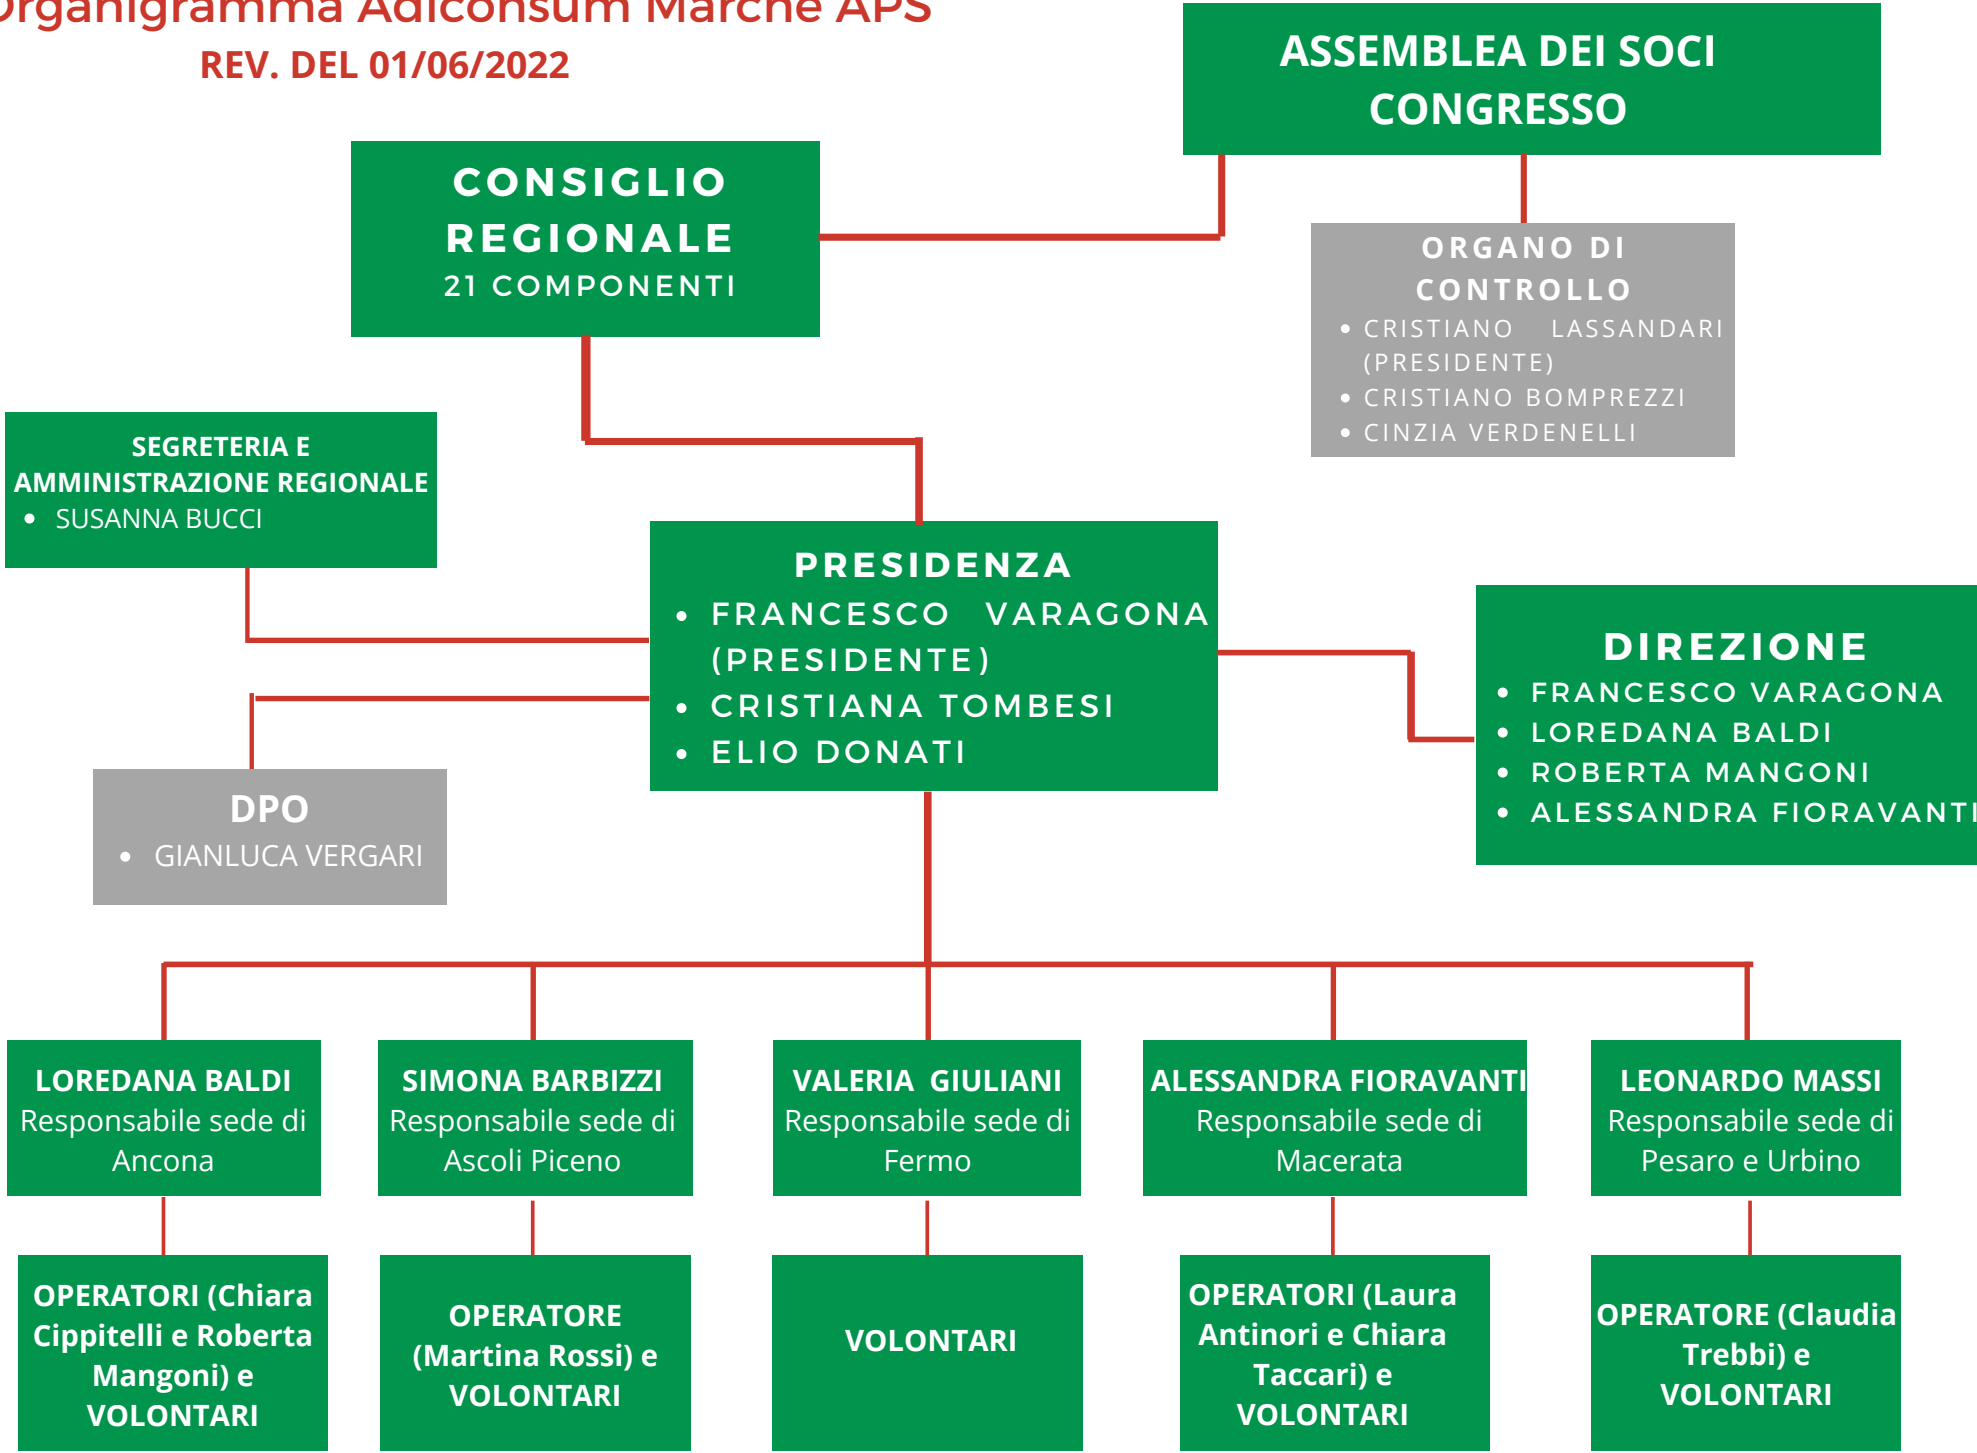 Organigramma Adiconsum Marche APS
REV. DEL 01/06/2022
ASSEMBLEA DEI SOCI
CONGRESSO
CONSIGLIO
REGIONALE
21 COMPONENTI
ORGANO DI
CONTROLLO
• CRISTIANO LASSANDARI
(PRESIDENTE)
• CRISTIANO BOMPREZZI
• CINZIA VERDENELLI
SEGRETERIA E
AMMINISTRAZIONE REGIONALE
• SUSANNA BUCCI
PRESIDENZA
• FRANCESCO VARAGONA
(PRESIDENTE)
• CRISTIANA TOMBESI
• ELIO DONATI
DIREZIONE
• FRANCESCO VARAGONA
• LOREDANA BALDI
• ROBERTA MANGONI
• ALESSANDRA FIORAVANTI
DPO
• GIANLUCA VERGARI
LOREDANA BALDI
Responsabile sede di
Ancona
SIMONA BARBIZZI
Responsabile sede di
Ascoli Piceno
VALERIA GIULIANI
Responsabile sede di
Fermo
ALESSANDRA FIORAVANTI
Responsabile sede di
Macerata
LEONARDO MASSI
Responsabile sede di
Pesaro e Urbino
OPERATORI (Chiara
Cippitelli e Roberta
Mangoni) e
VOLONTARI
OPERATORE
(Martina Rossi) e
VOLONTARI
VOLONTARI
OPERATORI (Laura
Antinori e Chiara
Taccari) e
VOLONTARI
OPERATORE (Claudia
Trebbi) e
VOLONTARI